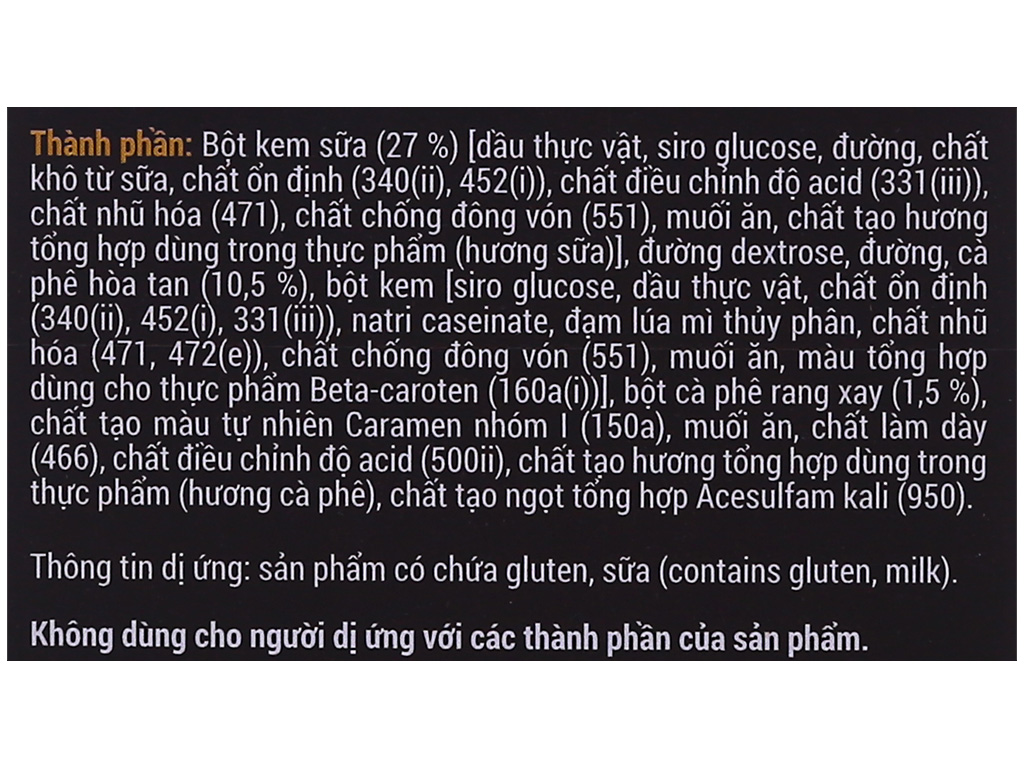 Thành phần: Bột kem sữa (27 %) [dầu thực vật, siro glucose, đường, chất
khô từ sữa, chất ổn định (340(ii), 452(i)), chất điều chỉnh độ acid (331(iii)),
chất nhũ hóa (471), chất chống đông vón (551), muối ăn, chất tạo hương
tổng hợp dùng trong thực phẩm (hương sữa)], đường dextrose, đường, cà
phê hòa tan (10,5 %), bột kem [siro glucose, dầu thực vật, chất ổn định
(340(ii), 452(i), 331(iii)), natri caseinate, đạm lúa mì thủy phân, chất nhũ
hóa (471, 472(e)), chất chống đông vón (551), muối ăn, màu tổng hợp
dùng cho thực phẩm Beta-caroten (160a(i))], bột cà phê rang xay (1,5 %),
chất tạo màu tự nhiên Caramen nhóm I (150a), muối ăn, chất làm dày
(466), chất điều chỉnh độ acid (500ii), chất tạo hương tổng hợp dùng trong
thực phẩm (hương cà phê), chất tạo ngọt tổng hợp Acesulfam kali (950).
Thông tin dị ứng: sản phẩm có chứa gluten, sữa (contains gluten, milk).
Không dùng cho người dị ứng với các thành phần của sản phẩm.